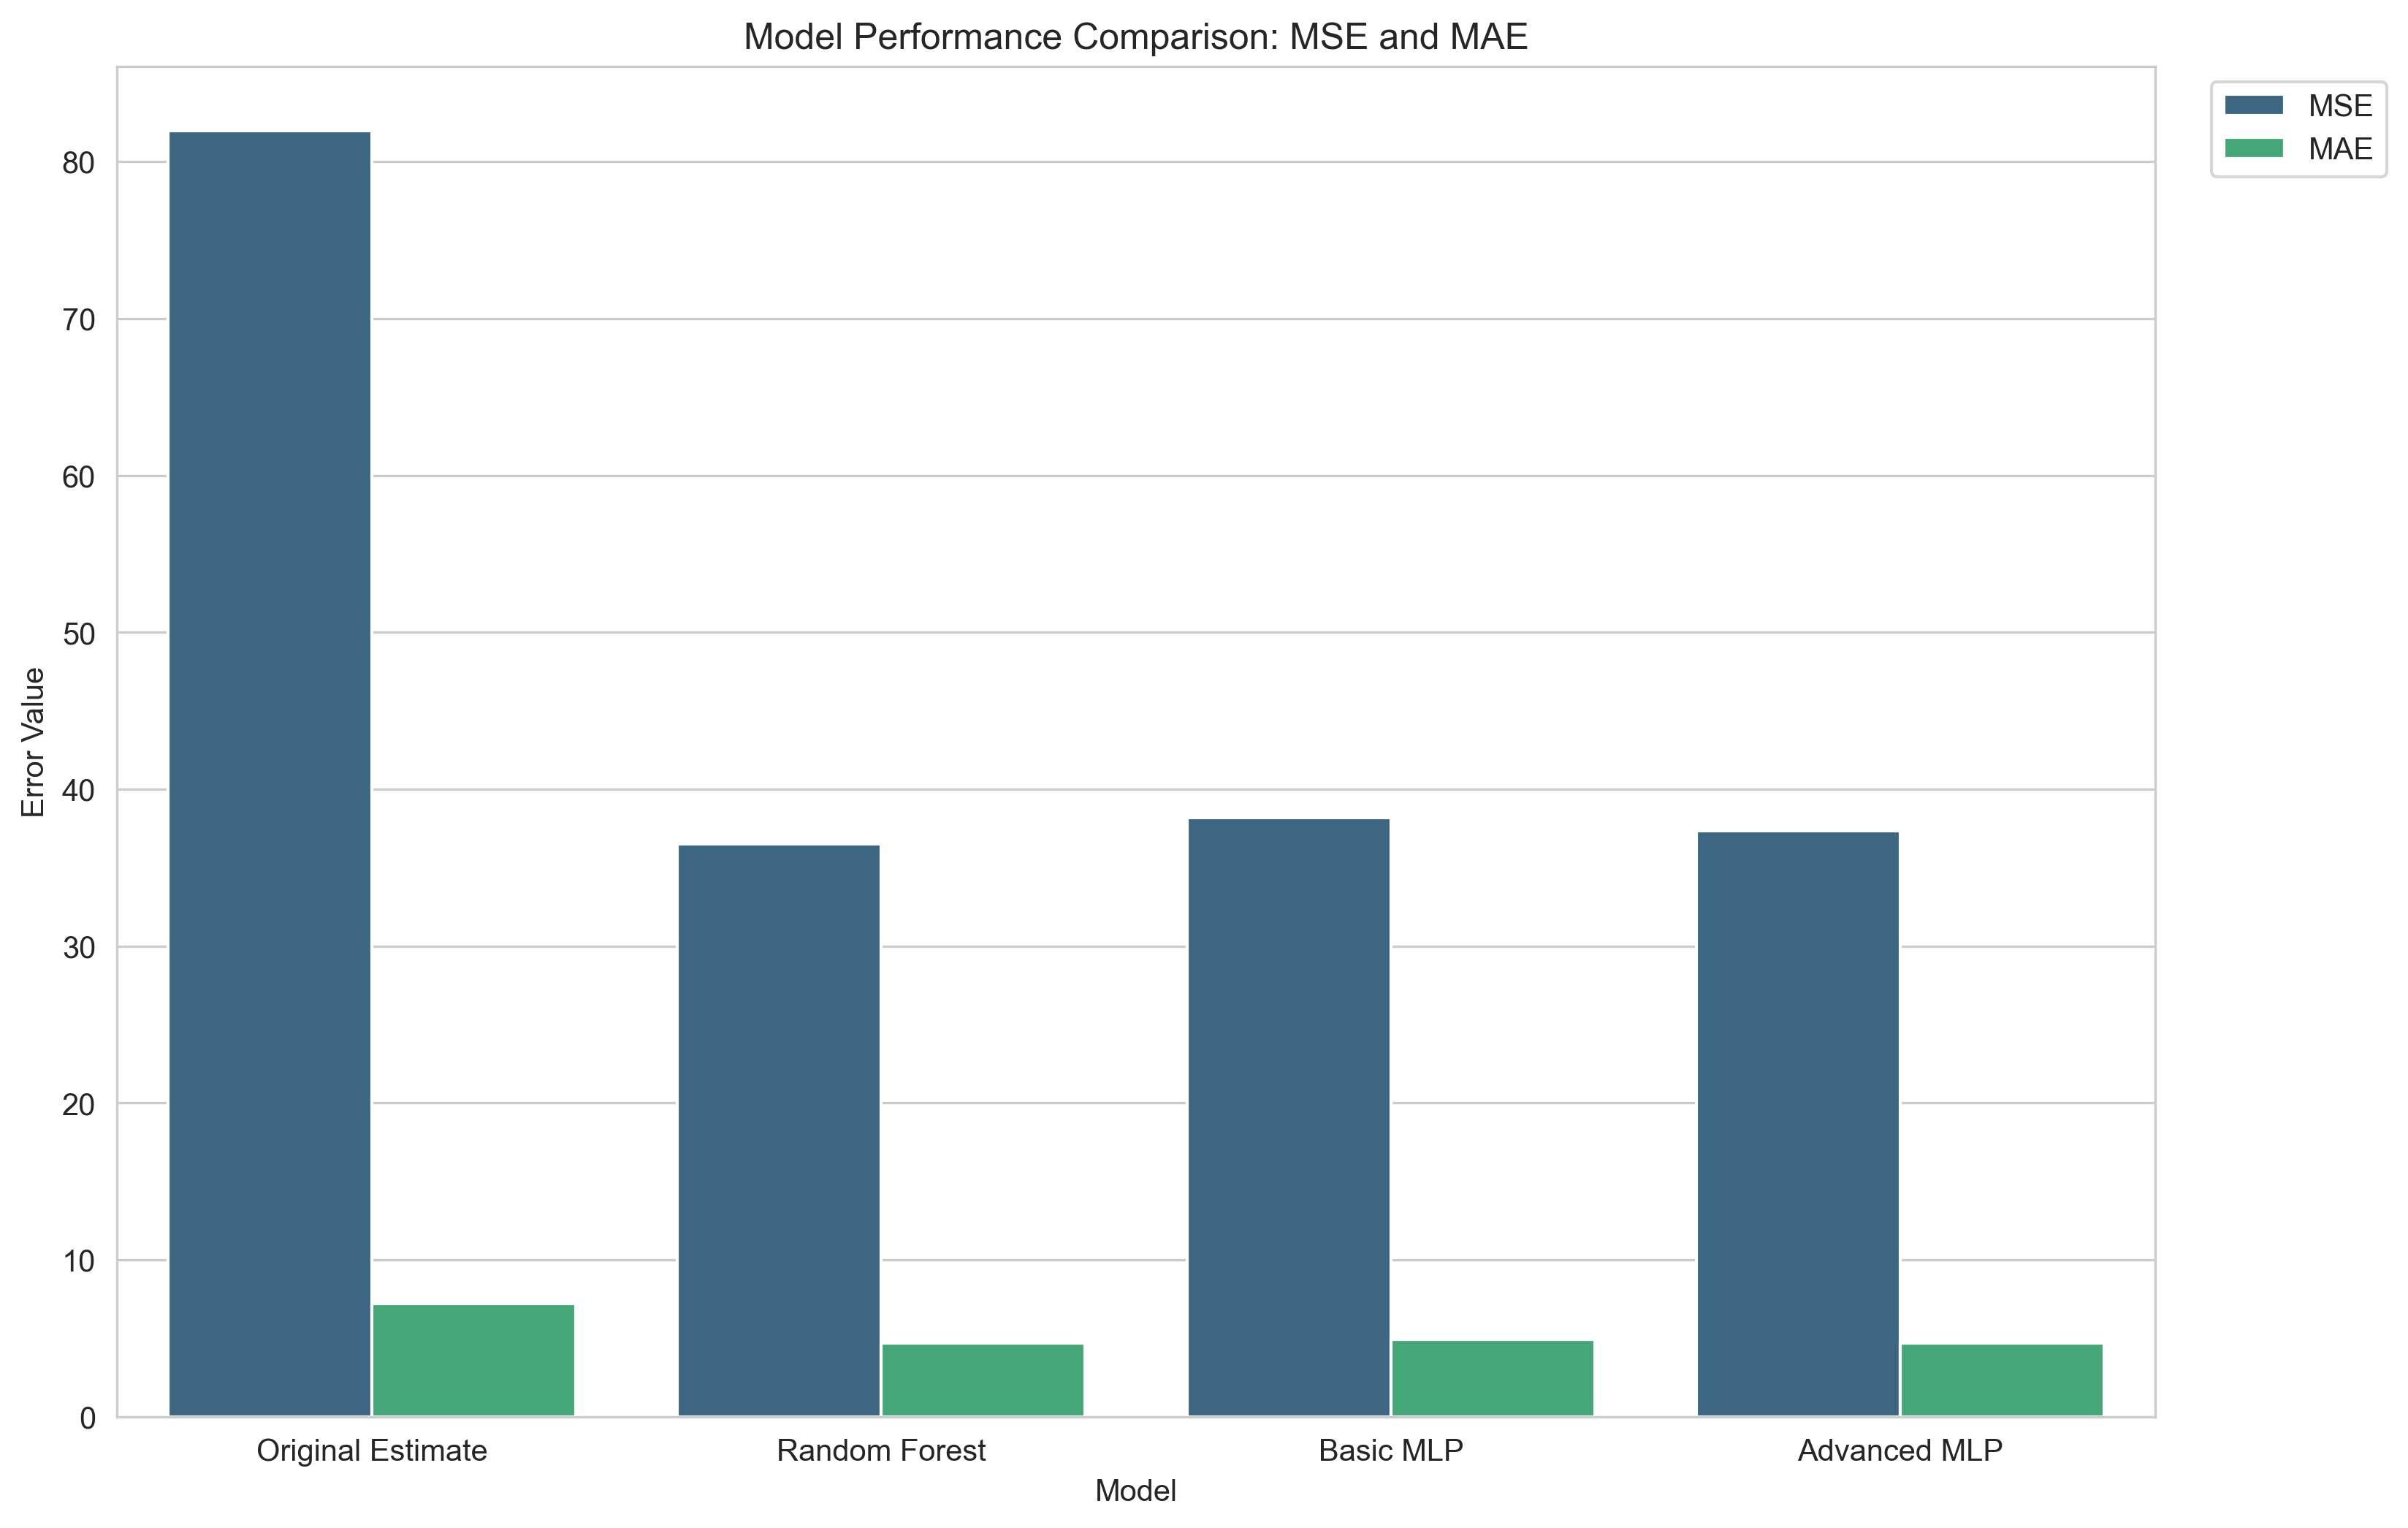 Model Performance Comparison: MSE and MAE
MSE
MAE
80
70
60
50
40
30
20
10
0
Error Value
Original Estimate
Random Forest
Basic MLP
Advanced MLP
Model